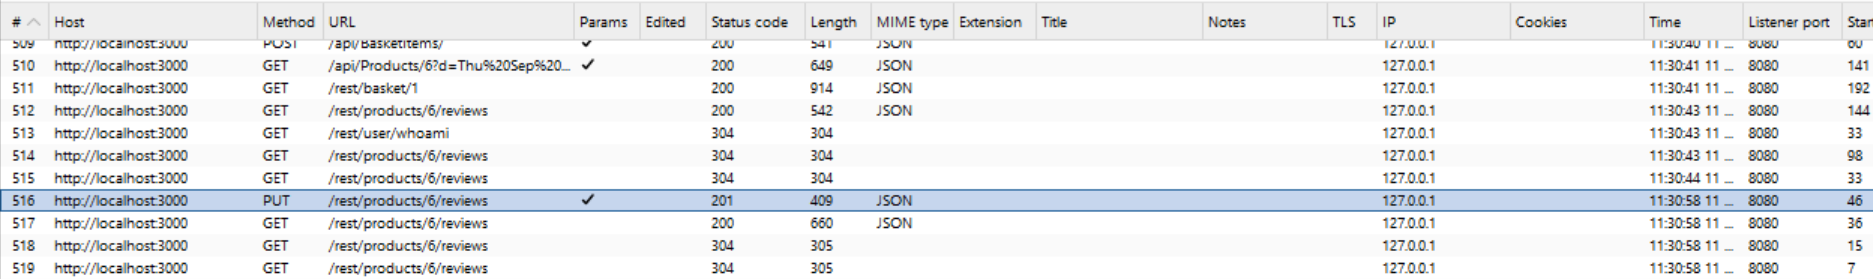 # Host Method URL Params Edited Status code Length MIME type Extension Title Notes TLS IP Cookies Time Listener port Star
509 http://localhost:3000 POST /api/BasketItems/ ✓ 200 541 JSON 127.0.0.1 11:30:40 11 ... 8080 60
510 http://localhost:3000 GET /api/Products/6?d=Thu%20Sep%20... ✓ 200 649 JSON 127.0.0.1 11:30:41 11 ... 8080 141
511 http://localhost:3000 GET /rest/basket/1 200 914 JSON 127.0.0.1 11:30:41 11 ... 8080 192
512 http://localhost:3000 GET /rest/products/6/reviews 200 542 JSON 127.0.0.1 11:30:43 11 ... 8080 144
513 http://localhost:3000 GET /rest/user/whoami 304 304 127.0.0.1 11:30:43 11 ... 8080 33
514 http://localhost:3000 GET /rest/products/6/reviews 304 304 127.0.0.1 11:30:43 11 ... 8080 98
515 http://localhost:3000 GET /rest/products/6/reviews 304 304 127.0.0.1 11:30:44 11 ... 8080 33
516 http://localhost:3000 PUT /rest/products/6/reviews ✓ 201 409 JSON 127.0.0.1 11:30:58 11 ... 8080 46
517 http://localhost:3000 GET /rest/products/6/reviews 200 660 JSON 127.0.0.1 11:30:58 11 ... 8080 36
518 http://localhost:3000 GET /rest/products/6/reviews 304 305 127.0.0.1 11:30:58 11 ... 8080 15
519 http://localhost:3000 GET /rest/products/6/reviews 304 305 127.0.0.1 11:30:58 11 ... 8080 7